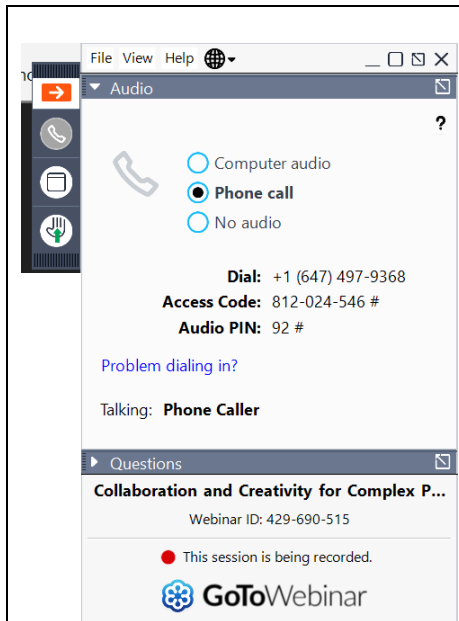 File View Help
Audio
?
Computer audio
Phone call
No audio
Dial: +1 (647) 497-9368
Access Code: 812-024-546 #
Audio PIN: 92 #
Problem dialing in?
Talking: Phone Caller
Questions
Collaboration and Creativity for Complex P...
Webinar ID: 429-690-515
This session is being recorded.
GoToWebinar